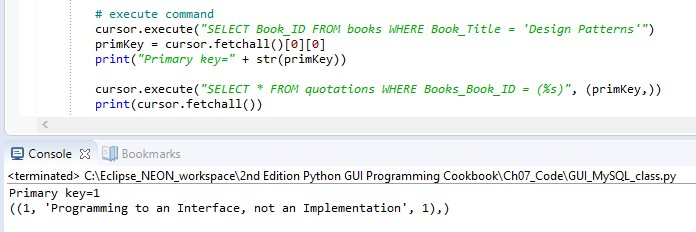 # execute command
cursor.execute("SELECT Book_ID FROM books WHERE Book_Title = 'Design Patterns'")
primKey = cursor.fetchall()[0][0]
print("Primary key=" + str(primKey))
cursor.execute("SELECT * FROM quotations WHERE Books_Book_ID = (%s)", (primKey,))
print(cursor.fetchall())
Console Bookmarks
<terminated> C:\Eclipse_NEON_workspace\2nd Edition Python GUI Programming Cookbook\Ch07_Code\GUI_MySQL_class.py
Primary key=1
((1, 'Programming to an Interface, not an Implementation', 1),)